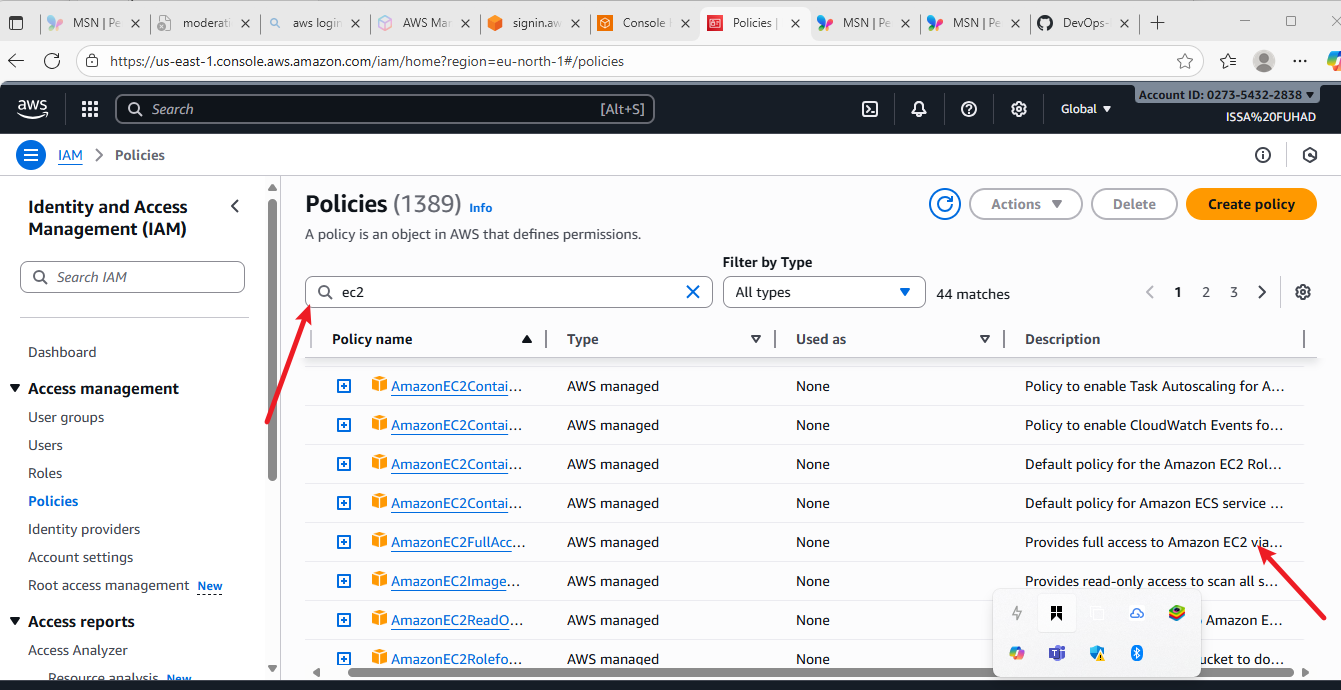 MSN | Pe
moderati
aws login
AWS Mar
signin.aw
Console
Policies |
MSN | Pe
MSN | Pe
DevOps-
https://us-east-1.console.aws.amazon.com/iam/home?region=eu-north-1#/policies
aws
Search
[Alt+S]
Global
Account ID: 0273-5432-2838
ISSA%20FUHAD
IAM > Policies
Identity and Access
Management (IAM)
Search IAM
Dashboard
Access management
User groups
Users
Roles
Policies
Identity providers
Account settings
Root access management New
Access reports
Access Analyzer
Resource analysis New
Policies (1389) Info
Actions
Delete
Create policy
A policy is an object in AWS that defines permissions.
Filter by Type
ec2
All types
44 matches
1 2 3
Policy name Type Used as Description
AmazonEC2Contai... AWS managed None Policy to enable Task Autoscaling for A...
AmazonEC2Contai... AWS managed None Policy to enable CloudWatch Events fo...
AmazonEC2Contai... AWS managed None Default policy for the Amazon EC2 Rol...
AmazonEC2Contai... AWS managed None Default policy for Amazon ECS service ...
AmazonEC2FullAcc... AWS managed None Provides full access to Amazon EC2 via...
AmazonEC2Image... AWS managed None Provides read-only access to scan all s...
AmazonEC2ReadO... AWS managed None Amazon E...
AmazonEC2Rolefo... AWS managed None ucket to do...